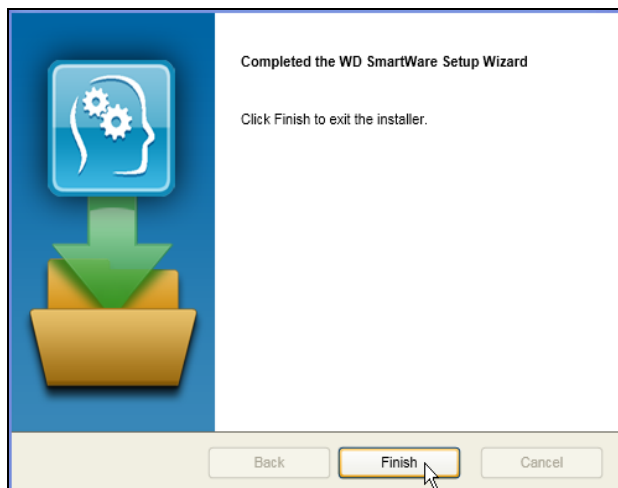 Completed the WD SmartWare Setup Wizard
Click Finish to exit the installer.
Back Finish Cancel